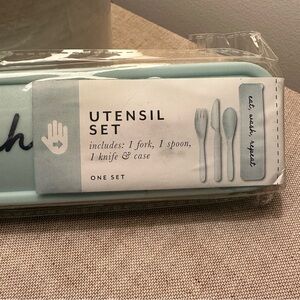 h
UTENSIL
SET
includes: 1 fork, 1 spoon,
1 knife & case
ONE SET
eat, wash, repeat